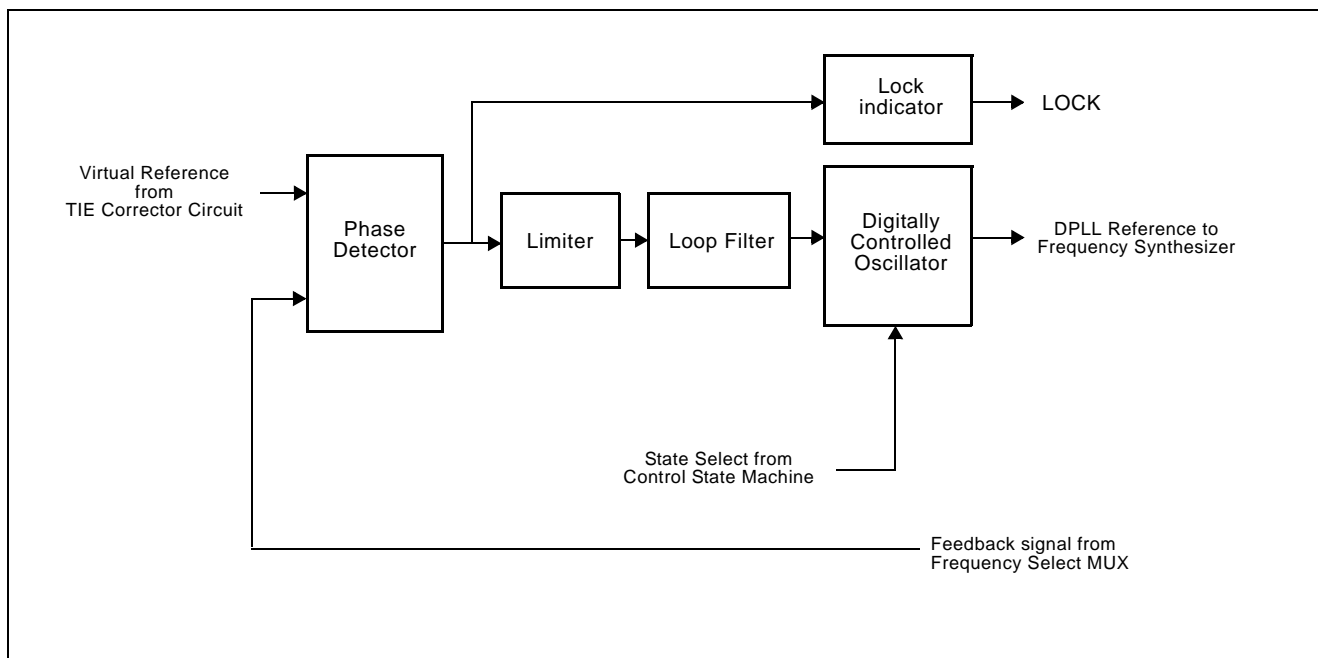 Lock
indicator
LOCK
Virtual Reference
from
TIE Corrector Circuit
Phase
Detector
Limiter
Loop Filter
Digitally
Controlled
Oscillator
DPLL Reference to
Frequency Synthesizer
State Select from
Control State Machine
Feedback signal from
Frequency Select MUX